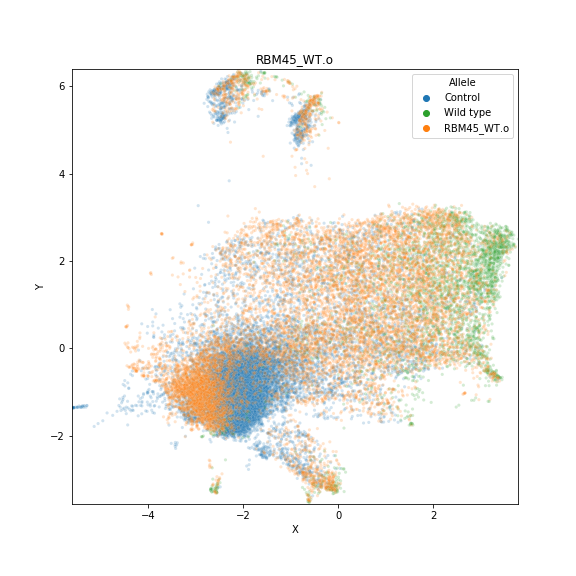 RBM45_WT.o
Allele
Control
Wild type
RBM45_WT.o
6
4
2
0
−2
Y
−4
−2
0
2
X